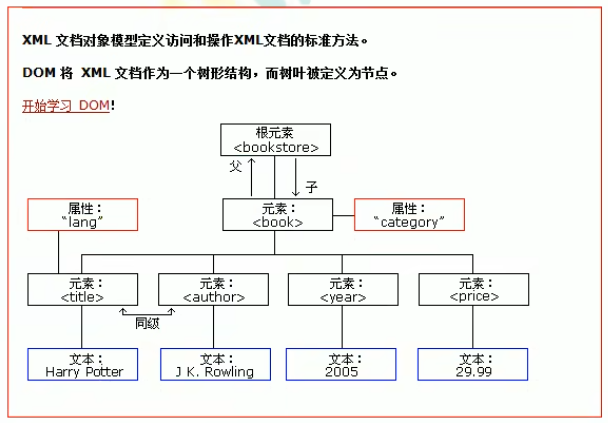 XML 文档对象模型定义访问和操作XML文档的标准方法。
DOM 将 XML 文档作为一个树形结构，而树叶被定义为节点。
开始学习 DOM!
根元素
<bookstore>
父
子
属性：
“lang”
元素：
<book>
属性：
“category”
元素：
<title>
元素：
<author>
元素：
<year>
元素：
<price>
同级
文本：
Harry Potter
文本：
J K. Rowling
文本：
2005
文本：
29.99